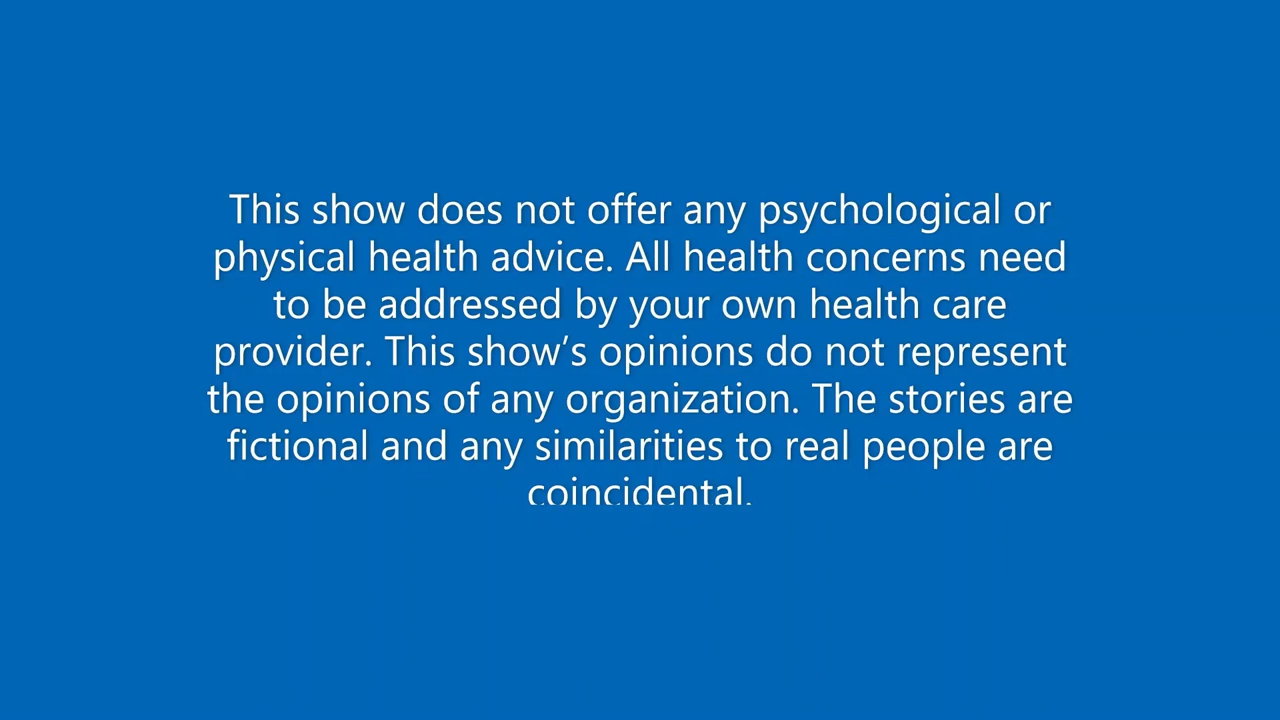 This show does not offer any psychological or
physical health advice. All health concerns need
to be addressed by your own health care
provider. This show’s opinions do not represent
the opinions of any organization. The stories are
fictional and any similarities to real people are
coincidental.